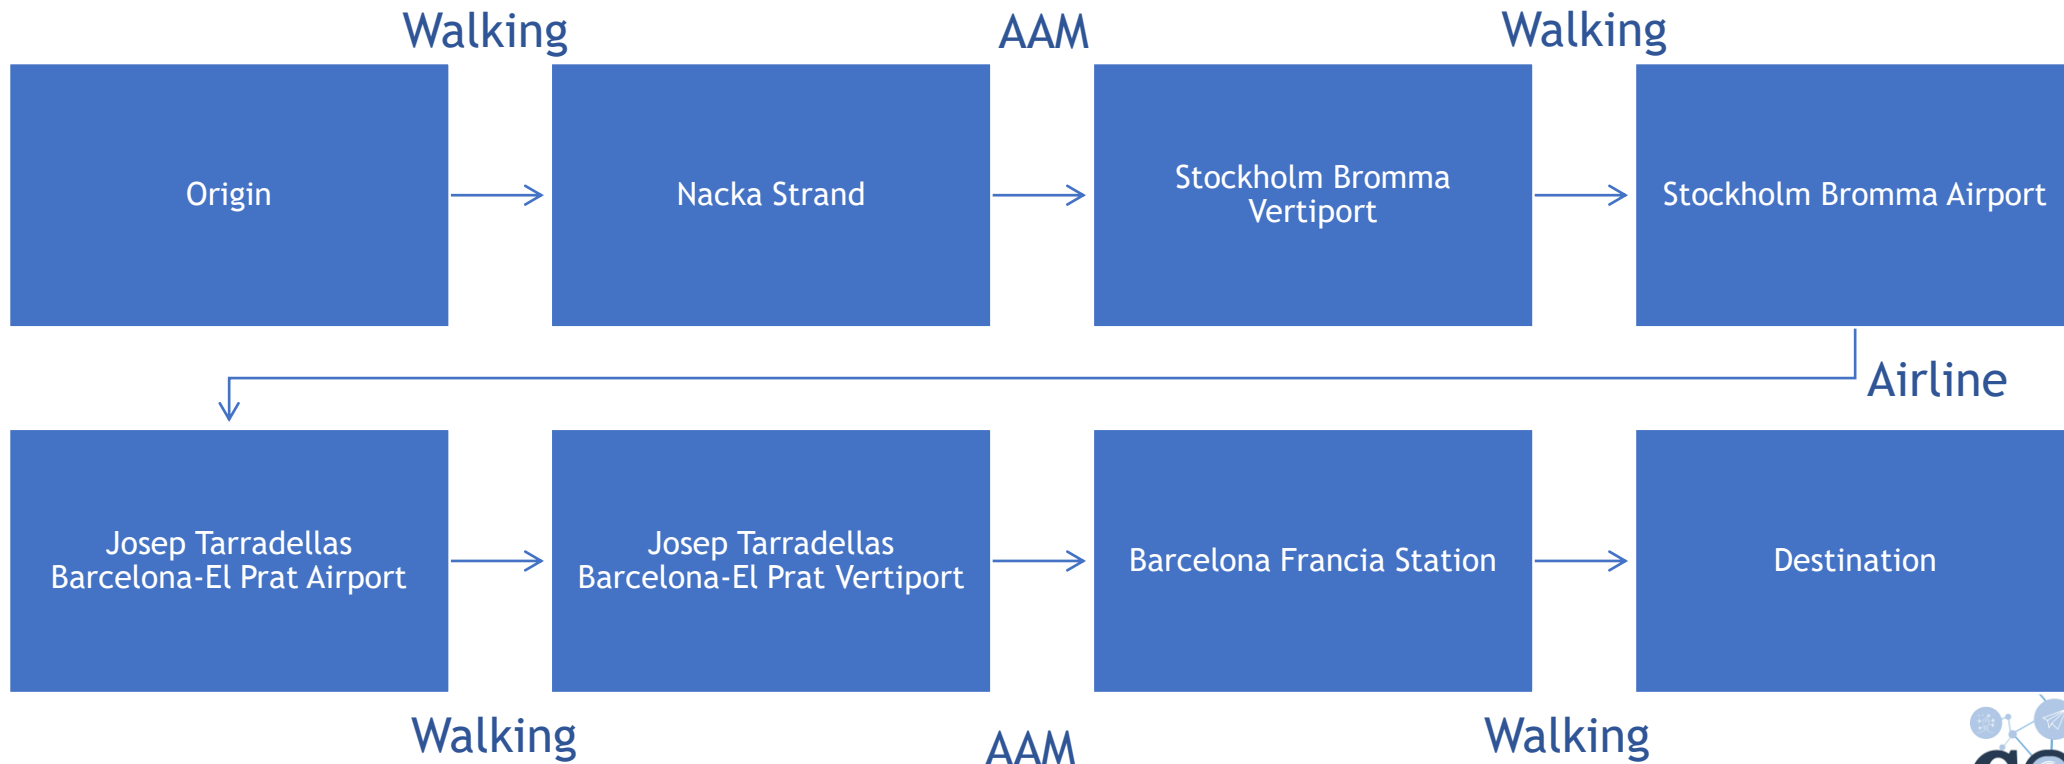 Walking
AAM
Walking
Origin
Nacka Strand
Stockholm Bromma
Vertiport
Stockholm Bromma Airport
Airline
Josep Tarradellas
Barcelona-El Prat Airport
Josep Tarradellas
Barcelona-El Prat Vertiport
Barcelona Francia Station
Destination
Walking
AAM
Walking